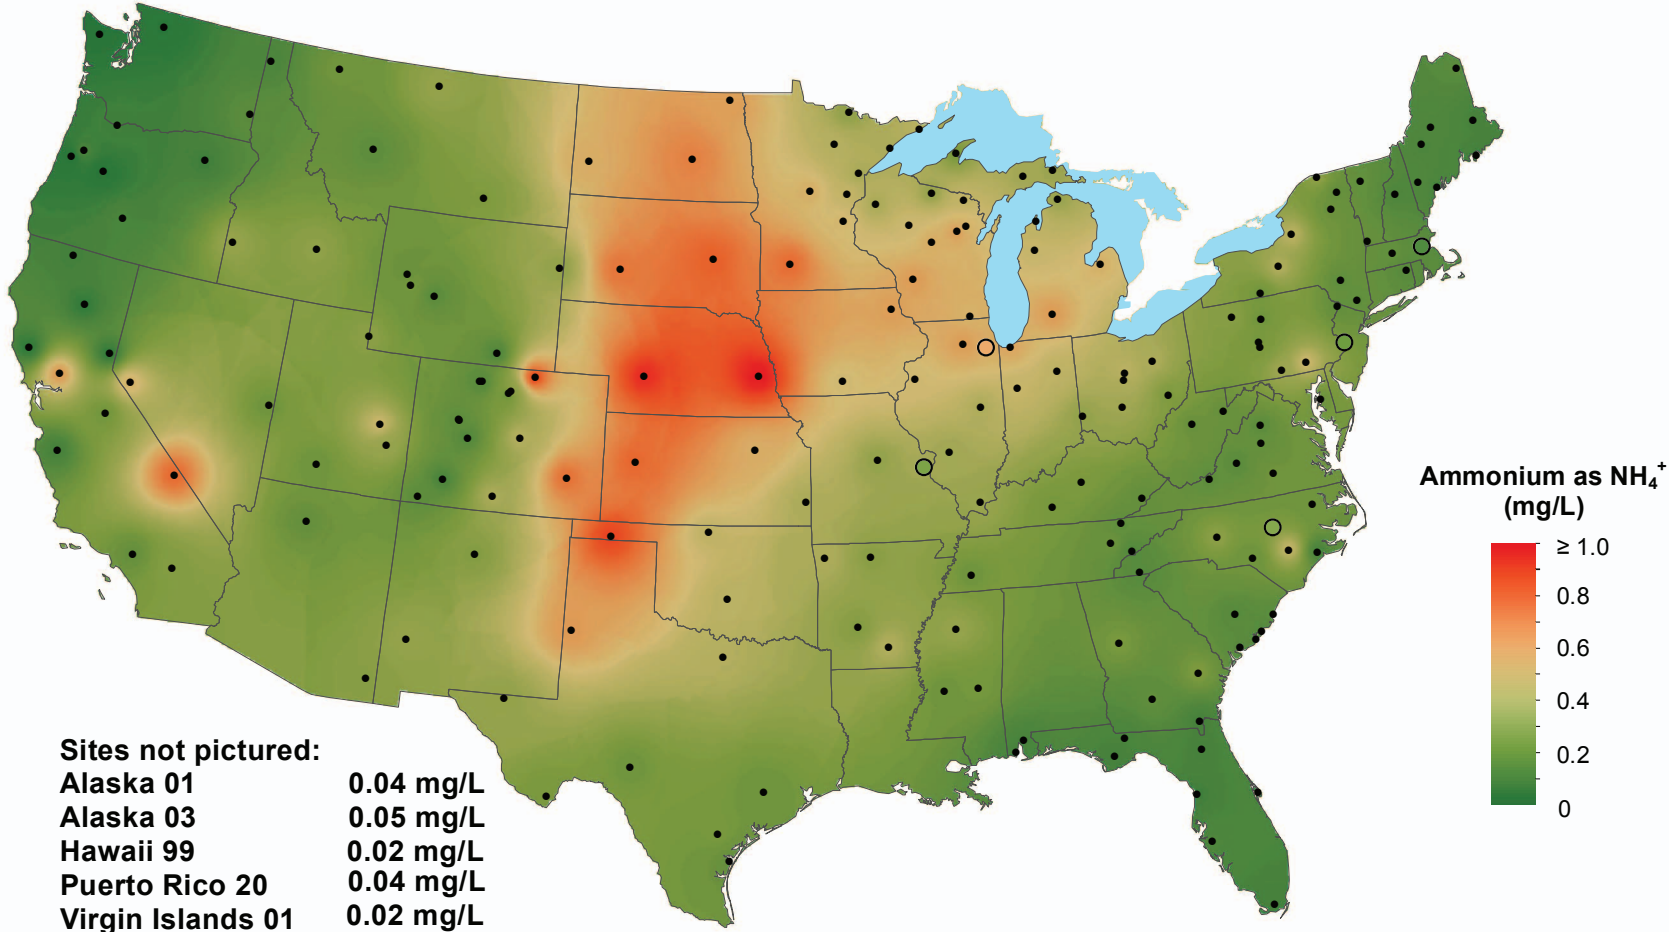 Ammonium as NH₄⁺
(mg/L)
≥ 1.0
0.8
0.6
0.4
0.2
0
Sites not pictured:
Alaska 01 0.04 mg/L
Alaska 03 0.05 mg/L
Hawaii 99 0.02 mg/L
Puerto Rico 20 0.04 mg/L
Virgin Islands 01 0.02 mg/L